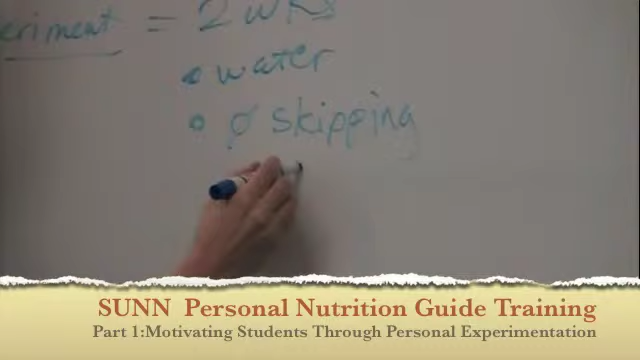 eriment = 2 wks
• water
• ∅ skipping
SUNN Personal Nutrition Guide Training
Part 1:Motivating Students Through Personal Experimentation